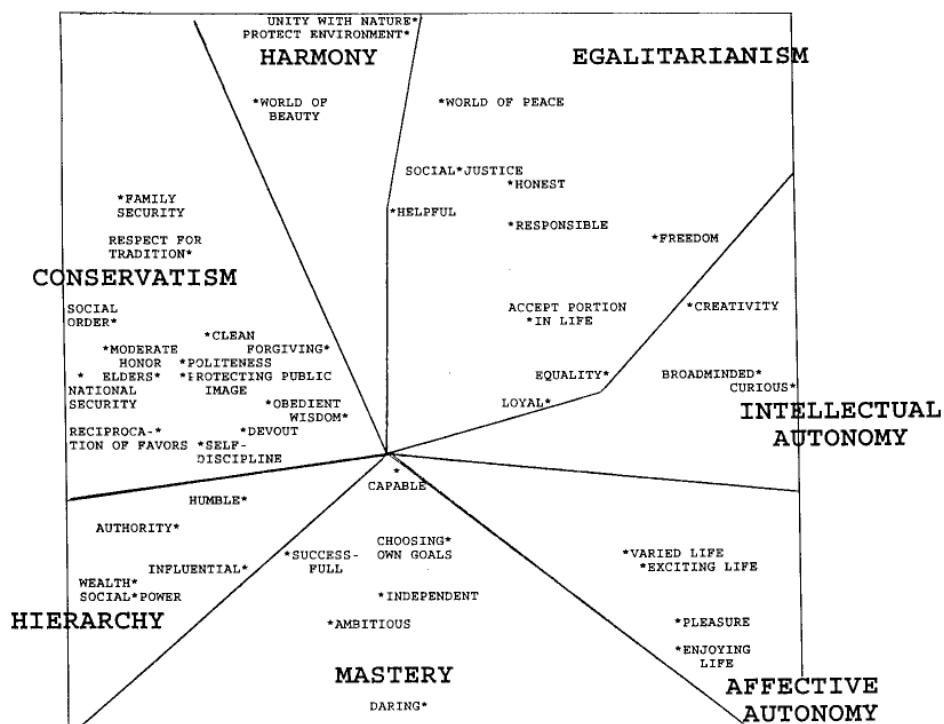 UNITY WITH NATURE*
PROTECT ENVIRONMENT*
HARMONY
EGALITARIANISM
*WORLD OF
BEAUTY
*WORLD OF PEACE
SOCIAL*JUSTICE
*HONEST
*FAMILY
SECURITY
*HELPFUL
*RESPONSIBLE
RESPECT FOR
TRADITION*
*FREEDOM
CONSERVATISM
SOCIAL
ORDER*
ACCEPT PORTION
*IN LIFE
*CREATIVITY
*CLEAN
*MODERATE
FORGIVING*
HONOR
*POLITENESS
* ELDERS*
*PROTECTING PUBLIC
IMAGE
NATIONAL
SECURITY
EQUALITY*
BROADMINDED*
CURIOUS*
*OBEDIENT
WISDOM*
LOYAL*
INTELLECTUAL
AUTONOMY
RECIPROCA-*
TION OF FAVORS
*DEVOUT
*SELF-
DISCIPLINE
*
CAPABLE
HUMBLE*
AUTHORITY*
CHOOSING*
OWN GOALS
*SUCCESS-
FULL
*VARIED LIFE
*EXCITING LIFE
INFLUENTIAL*
WEALTH*
SOCIAL*POWER
*INDEPENDENT
HIERARCHY
*AMBITIOUS
*PLEASURE
*ENJOYING
LIFE
MASTERY
AFFECTIVE
AUTONOMY
DARING*